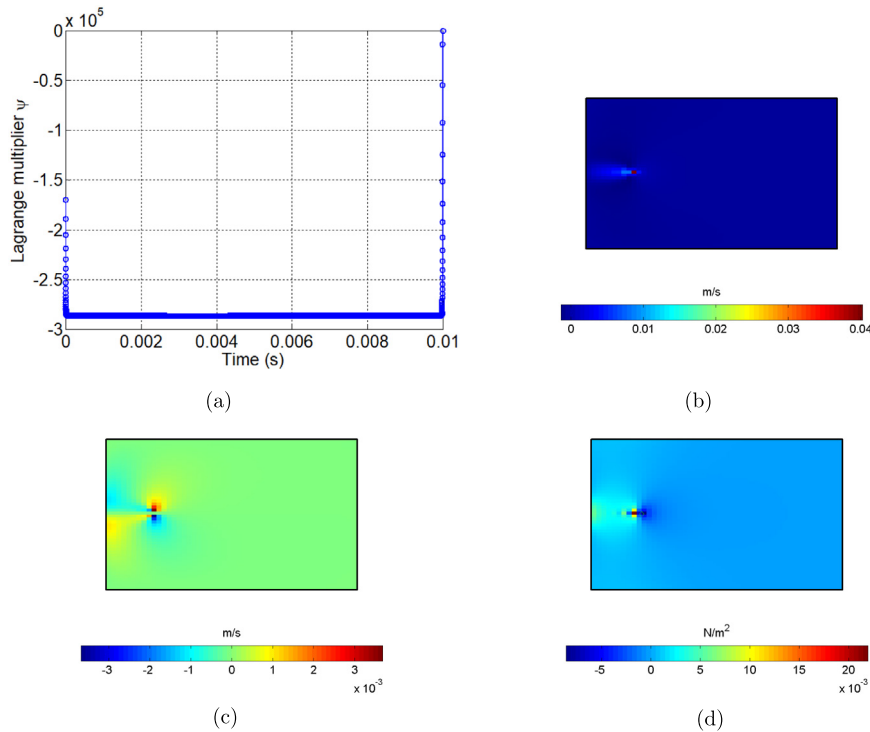 x 10^5
0
-0.5
-1
-1.5
-2
-2.5
-3
Lagrange multiplier ψ
0 0.002 0.004 0.006 0.008 0.01
Time (s)
(a)
m/s
0 0.01 0.02 0.03 0.04
(b)
m/s
-3 -2 -1 0 1 2 3
x 10^-3
(c)
N/m^2
-5 0 5 10 15 20
x 10^-3
(d)